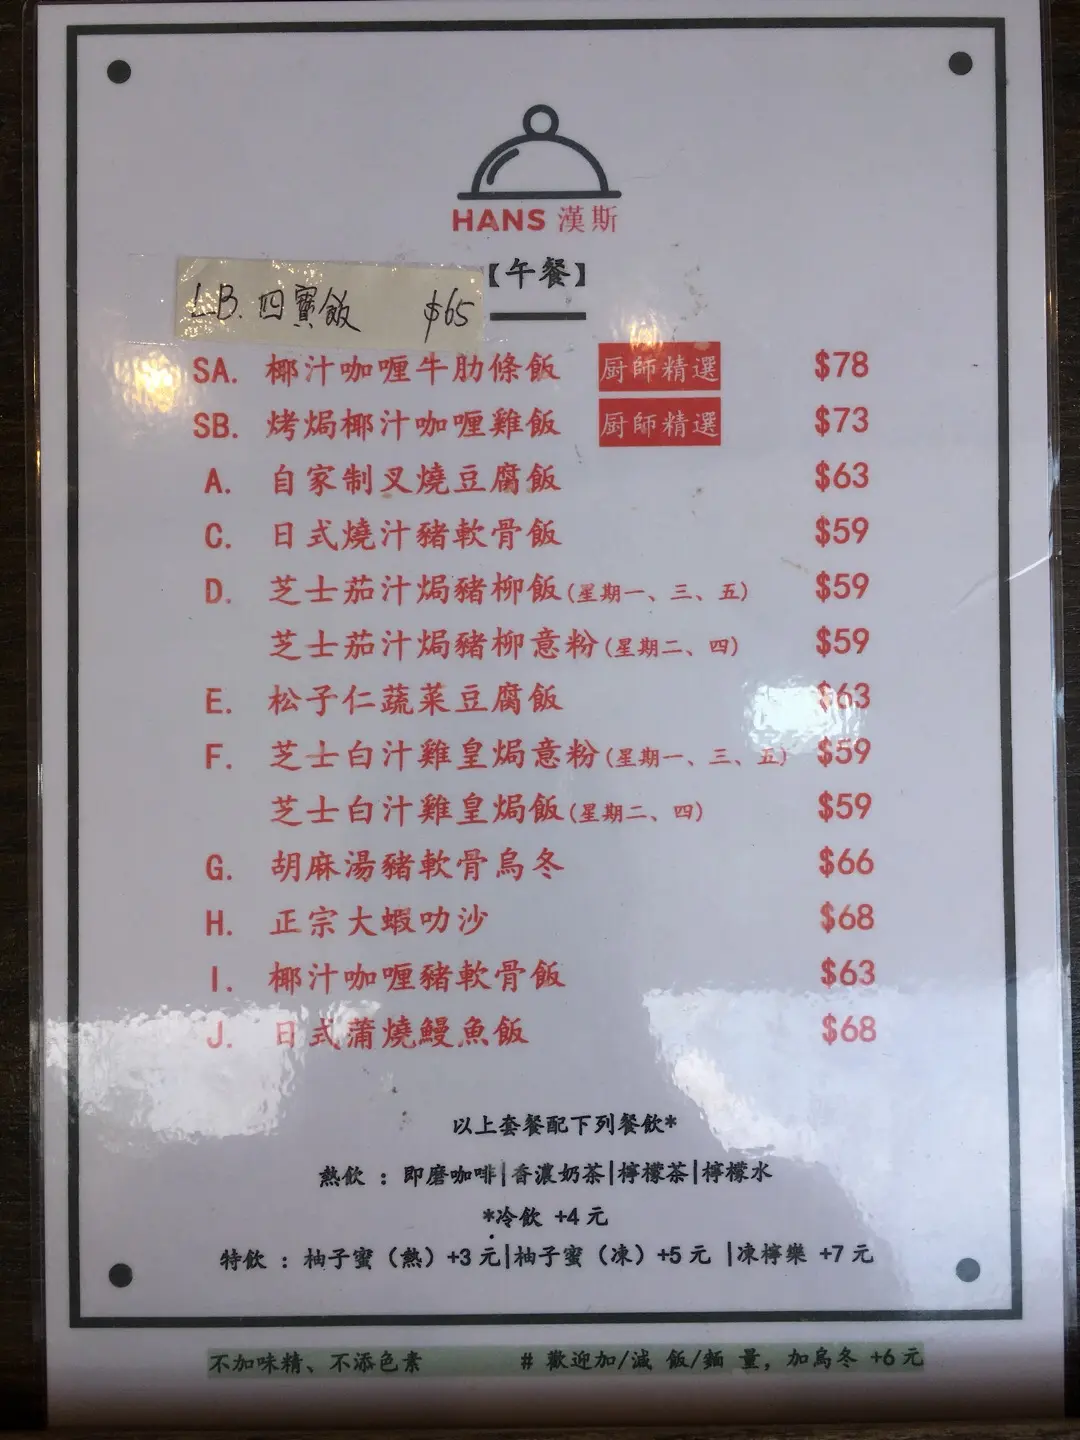 HANS 漢斯
【午餐】
LB. 四寶飯 $65
SA. 椰汁咖喱牛肋條飯 厨師精選 $78
SB. 烤焗椰汁咖喱雞飯 厨師精選 $73
A. 自家制叉燒豆腐飯 $63
C. 日式燒汁豬軟骨飯 $59
D. 芝士茄汁焗豬柳飯(星期一、三、五) $59
芝士茄汁焗豬柳意粉(星期二、四) $59
E. 松子仁蔬菜豆腐飯 $63
F. 芝士白汁雞皇焗意粉(星期一、三、五) $59
芝士白汁雞皇焗飯(星期二、四) $59
G. 胡麻湯豬軟骨烏冬 $66
H. 正宗大蝦叻沙 $68
I. 椰汁咖喱豬軟骨飯 $63
J. 日式蒲燒鰻魚飯 $68
以上套餐配下列餐飲*
熱飲 : 即磨咖啡|香濃奶茶|檸檬茶|檸檬水
*冷飲 +4 元
特飲 : 柚子蜜（熱）+3 元|柚子蜜（凍）+5 元 |凍檸樂 +7 元
不加味精、不添色素 # 歡迎加/減 飯/麵 量, 加烏冬 +6 元